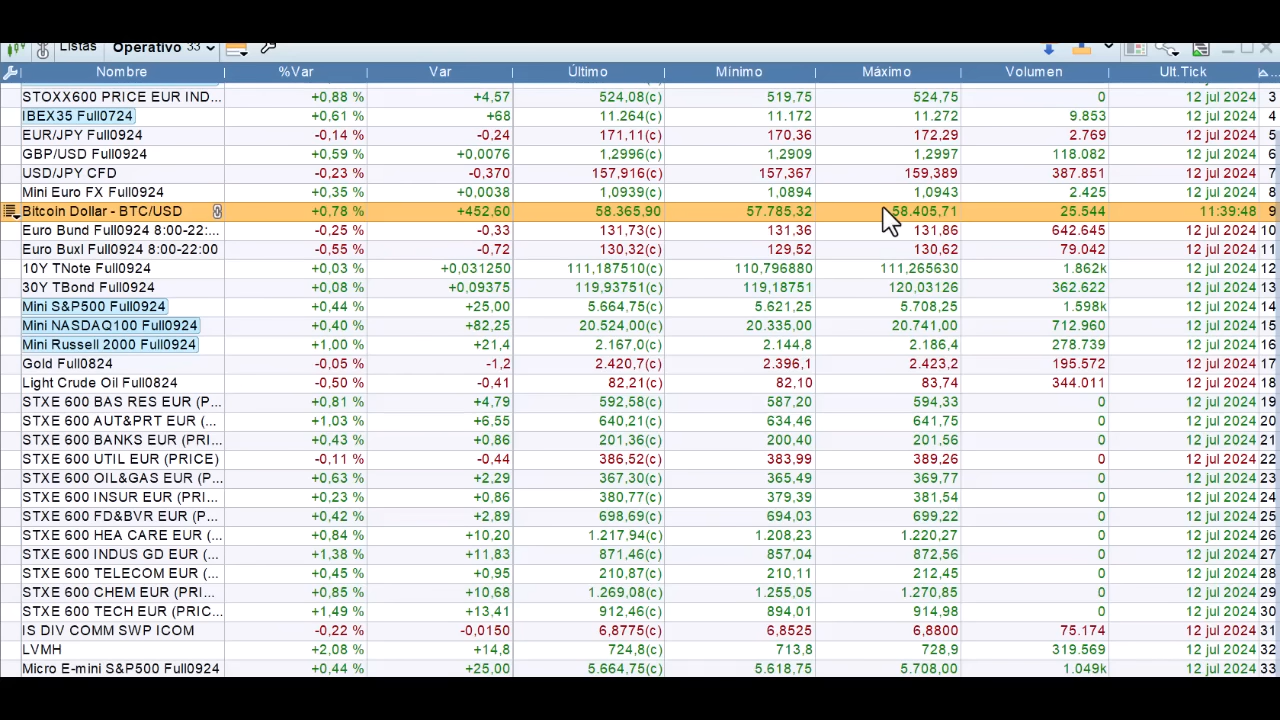 Listas Operativo 33
Nombre %Var Var Último Mínimo Máximo Volumen Ult.Tick
STOXX600 PRICE EUR IND... +0,88 % +4,57 524,08(c) 519,75 524,75 0 12 jul 2024 3
IBEX35 Full0724 +0,61 % +68 11.264(c) 11.172 11.272 9.853 12 jul 2024 4
EUR/JPY Full0924 -0,14 % -0,24 171,11(c) 170,36 172,29 2.769 12 jul 2024 5
GBP/USD Full0924 +0,59 % +0,0076 1,2996(c) 1,2909 1,2997 118.082 12 jul 2024 6
USD/JPY CFD -0,23 % -0,370 157,916(c) 157,367 159,389 387.851 12 jul 2024 7
Mini Euro FX Full0924 +0,35 % +0,0038 1,0939(c) 1,0894 1,0943 2.425 12 jul 2024 8
Bitcoin Dollar - BTC/USD +0,78 % +452,60 58.365,90 57.785,32 58.405,71 25.544 11:39:48 9
Euro Bund Full0924 8:00-22:... -0,25 % -0,33 131,73(c) 131,36 131,86 642.645 12 jul 2024 10
Euro Buxl Full0924 8:00-22:00 -0,55 % -0,72 130,32(c) 129,52 130,62 79.042 12 jul 2024 11
10Y TNote Full0924 +0,03 % +0,031250 111,187510(c) 110,796880 111,265630 1.862k 12 jul 2024 12
30Y TBond Full0924 +0,08 % +0,09375 119,93751(c) 119,18751 120,03126 362.622 12 jul 2024 13
Mini S&P500 Full0924 +0,44 % +25,00 5.664,75(c) 5.621,25 5.708,25 1.598k 12 jul 2024 14
Mini NASDAQ100 Full0924 +0,40 % +82,25 20.524,00(c) 20.335,00 20.741,00 712.960 12 jul 2024 15
Mini Russell 2000 Full0924 +1,00 % +21,4 2.167,0(c) 2.144,8 2.186,4 278.739 12 jul 2024 16
Gold Full0824 -0,05 % -1,2 2.420,7(c) 2.396,1 2.423,2 195.572 12 jul 2024 17
Light Crude Oil Full0824 -0,50 % -0,41 82,21(c) 82,10 83,74 344.011 12 jul 2024 18
STXE 600 BAS RES EUR (P... +0,81 % +4,79 592,58(c) 587,20 594,33 0 12 jul 2024 19
STXE 600 AUT&PRT EUR (... +1,03 % +6,55 640,21(c) 634,46 641,75 0 12 jul 2024 20
STXE 600 BANKS EUR (PRI... +0,43 % +0,86 201,36(c) 200,40 201,56 0 12 jul 2024 21
STXE 600 UTIL EUR (PRICE) -0,11 % -0,44 386,52(c) 383,99 389,26 0 12 jul 2024 22
STXE 600 OIL&GAS EUR (P... +0,63 % +2,29 367,30(c) 365,49 369,77 0 12 jul 2024 23
STXE 600 INSUR EUR (PRI... +0,23 % +0,86 380,77(c) 379,39 381,54 0 12 jul 2024 24
STXE 600 FD&BVR EUR (P... +0,42 % +2,89 698,69(c) 694,03 699,22 0 12 jul 2024 25
STXE 600 HEA CARE EUR (... +0,84 % +10,20 1.217,94(c) 1.208,23 1.220,27 0 12 jul 2024 26
STXE 600 INDUS GD EUR (... +1,38 % +11,83 871,46(c) 857,04 872,56 0 12 jul 2024 27
STXE 600 TELECOM EUR (... +0,45 % +0,95 210,87(c) 210,11 212,45 0 12 jul 2024 28
STXE 600 CHEM EUR (PRI... +0,85 % +10,68 1.269,08(c) 1.255,05 1.270,85 0 12 jul 2024 29
STXE 600 TECH EUR (PRIC... +1,49 % +13,41 912,46(c) 894,01 914,98 0 12 jul 2024 30
IS DIV COMM SWP ICOM -0,22 % -0,0150 6,8775(c) 6,8525 6,8800 75.174 12 jul 2024 31
LVMH +2,08 % +14,8 724,8(c) 713,8 728,9 319.569 12 jul 2024 32
Micro E-mini S&P500 Full0924 +0,44 % +25,00 5.664,75(c) 5.618,75 5.708,00 1.049k 12 jul 2024 33